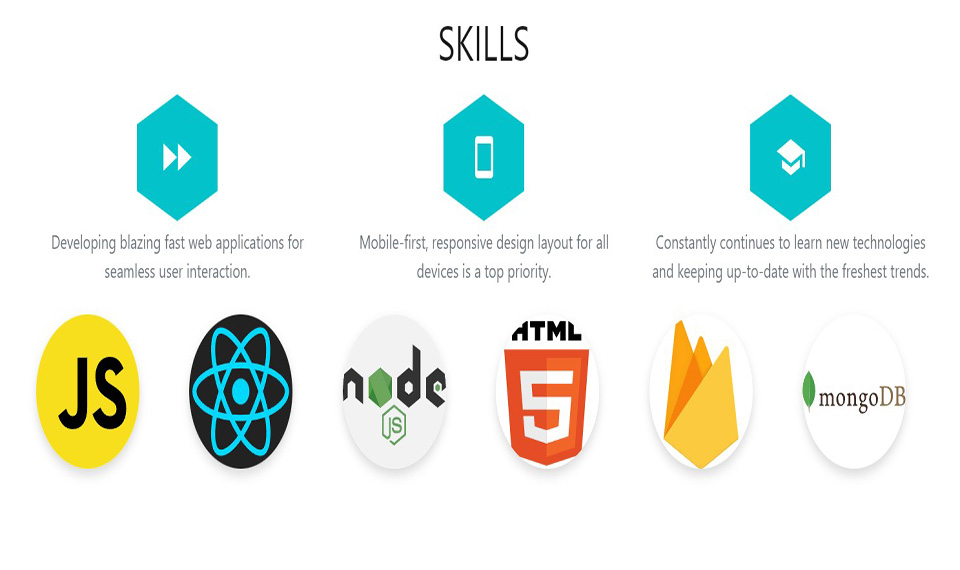 SKILLS
Developing blazing fast web applications for
seamless user interaction.
Mobile-first, responsive design layout for all
devices is a top priority.
Constantly continues to learn new technologies
and keeping up-to-date with the freshest trends.
JS
node
JS
HTML
5
mongoDB